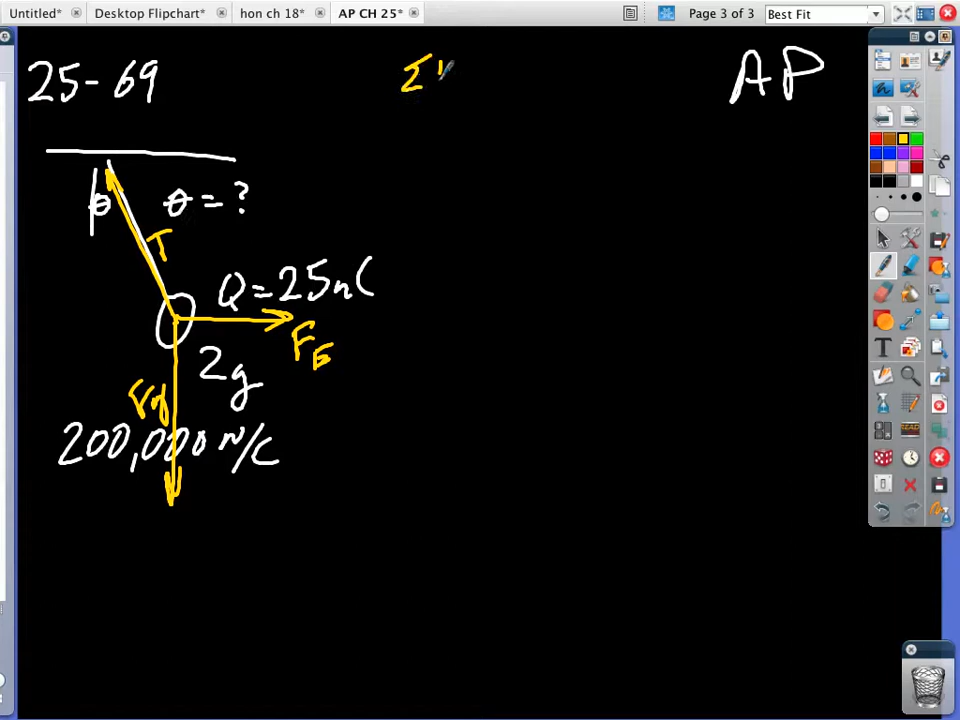 Untitled* Desktop Flipchart* hon ch 18* AP CH 25* Page 3 of 3 Best Fit
25-69 Σ AP
θ θ = ?
T
Q = 25nC
F_E
2g
Fg
200,000 N/C
T